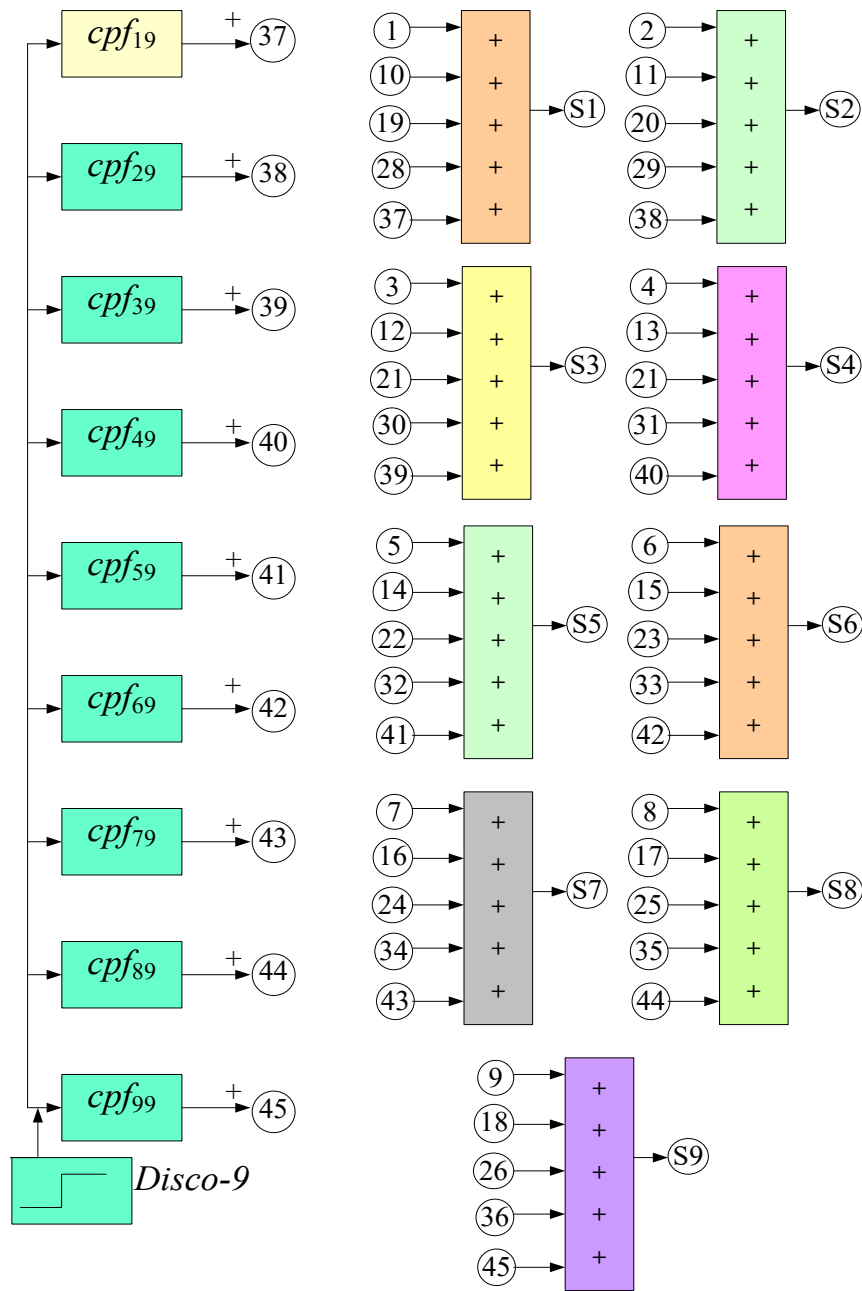 cpf19 + 37
cpf29 + 38
cpf39 + 39
cpf49 + 40
cpf59 + 41
cpf69 + 42
cpf79 + 43
cpf89 + 44
cpf99 + 45
Disco-9
1 +
10 +
19 + S1
28 +
37 +
2 +
11 +
20 + S2
29 +
38 +
3 +
12 +
21 + S3
30 +
39 +
4 +
13 +
21 + S4
31 +
40 +
5 +
14 +
22 + S5
32 +
41 +
6 +
15 +
23 + S6
33 +
42 +
7 +
16 +
24 + S7
34 +
43 +
8 +
17 +
25 + S8
35 +
44 +
9 +
18 +
26 + S9
36 +
45 +